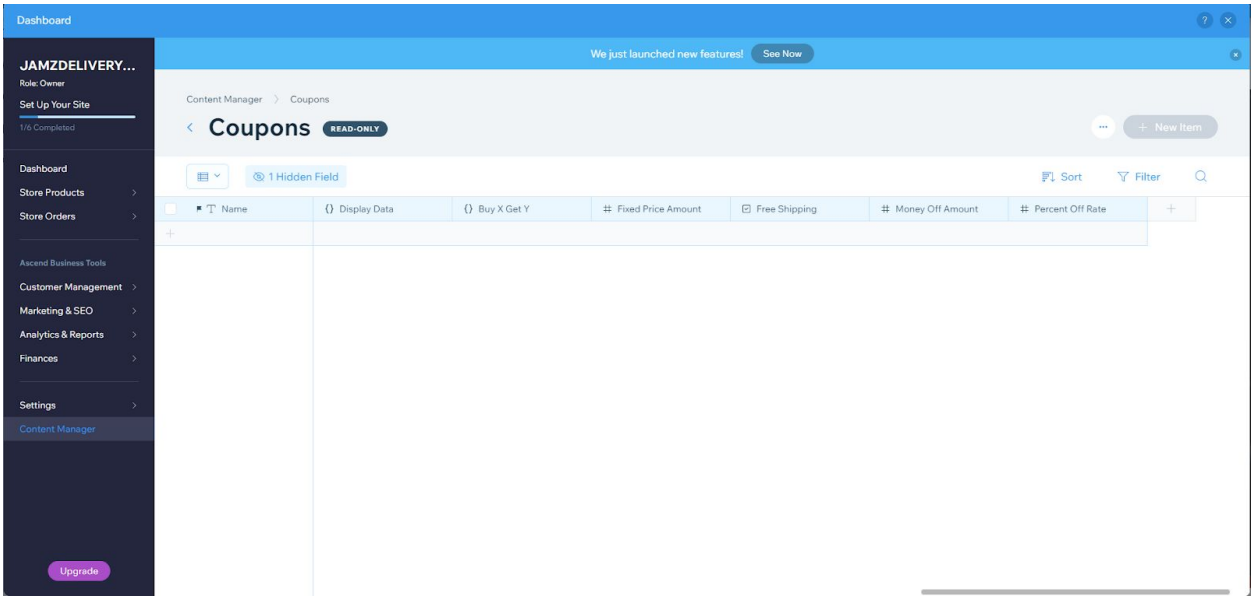 Dashboard
?
We just launched new features! See Now
JAMZDELIVERY...
Role: Owner
Set Up Your Site
1/6 Completed
Dashboard
Store Products
Store Orders
Ascend Business Tools
Customer Management
Marketing & SEO
Analytics & Reports
Finances
Settings
Content Manager
Upgrade
Content Manager > Coupons
Coupons READ-ONLY
... + New Item
1 Hidden Field Sort Filter
T Name {} Display Data {} Buy X Get Y # Fixed Price Amount Free Shipping # Money Off Amount # Percent Off Rate +
+